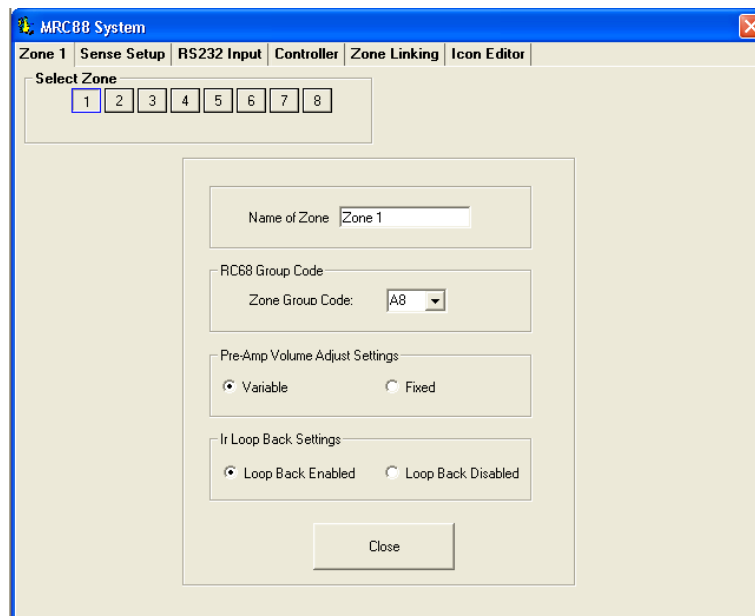 MRC88 System
Zone 1 Sense Setup RS232 Input Controller Zone Linking Icon Editor
Select Zone
1 2 3 4 5 6 7 8
Name of Zone Zone 1
RC68 Group Code
Zone Group Code: A8
Pre-Amp Volume Adjust Settings
Variable Fixed
Ir Loop Back Settings
Loop Back Enabled Loop Back Disabled
Close